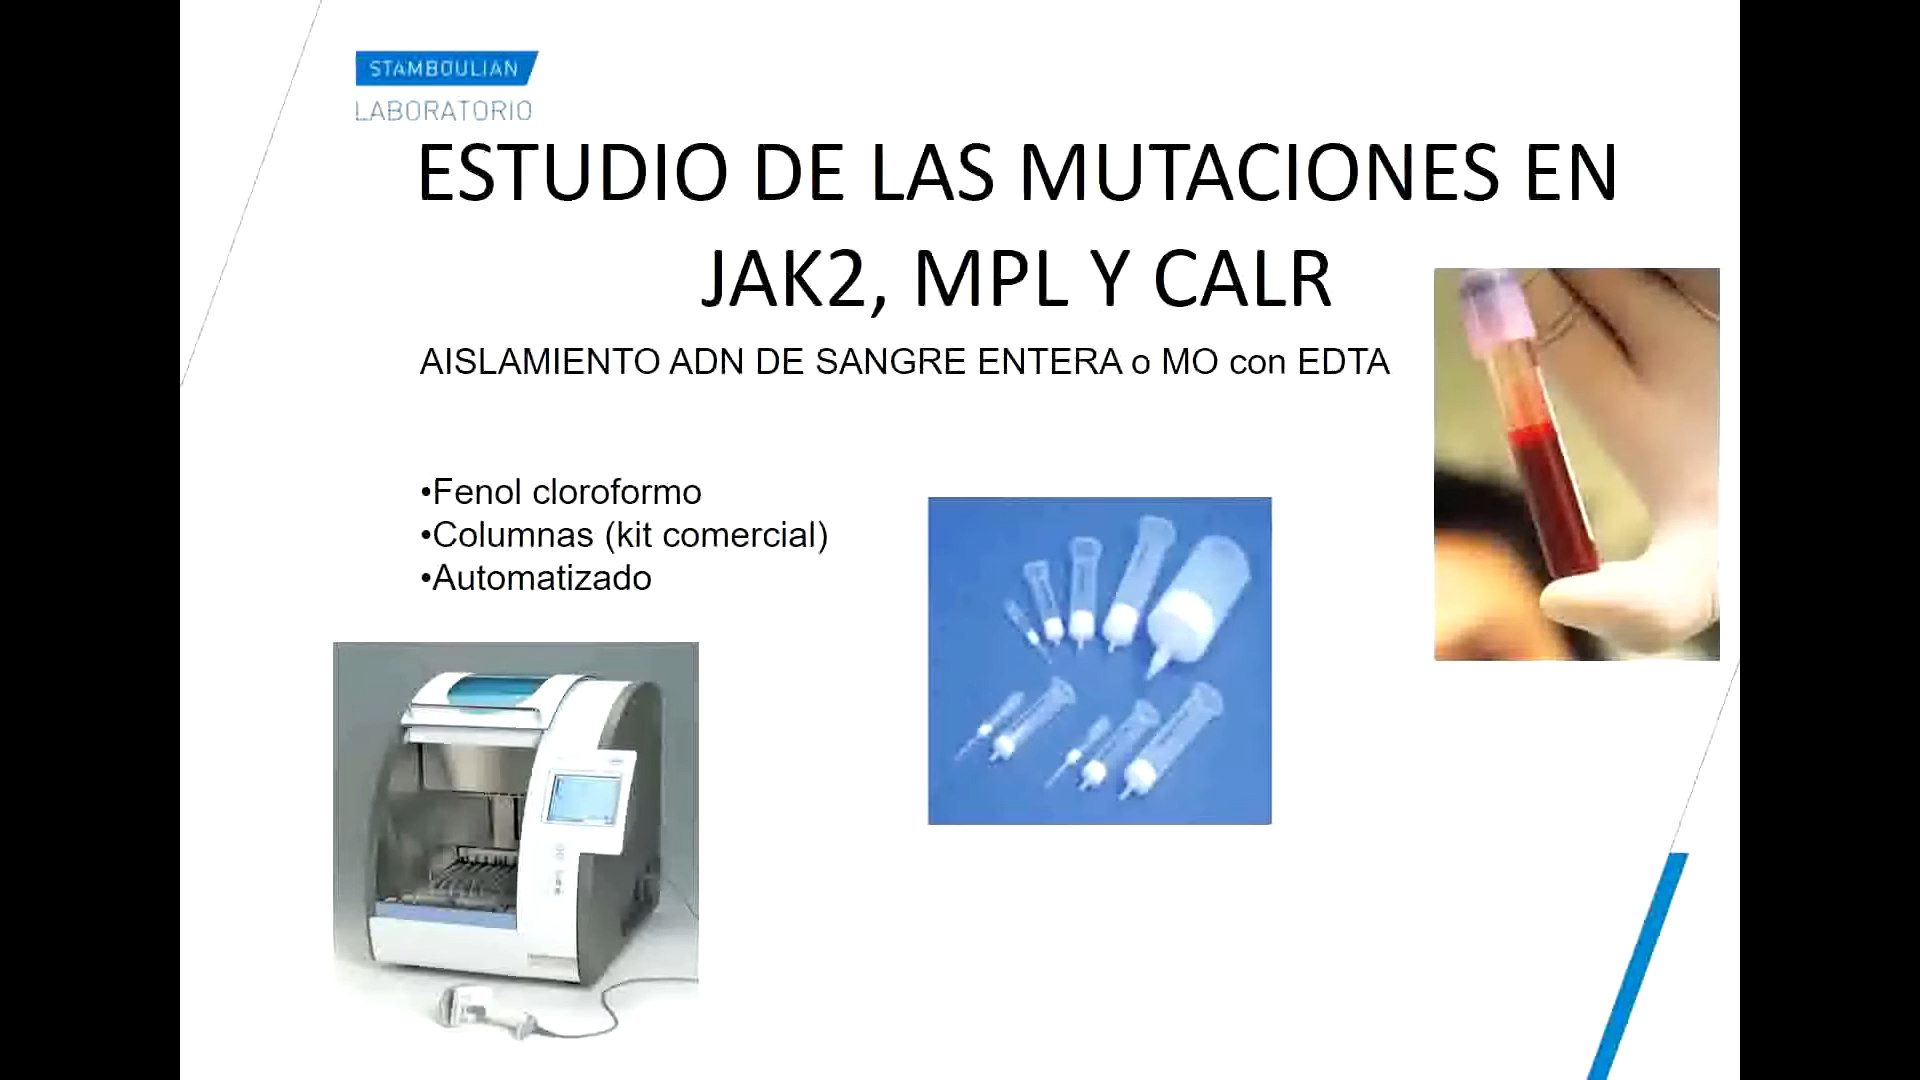 STAMBOULIAN
LABORATORIO
ESTUDIO DE LAS MUTACIONES EN
JAK2, MPL Y CALR
AISLAMIENTO ADN DE SANGRE ENTERA o MO con EDTA
•Fenol cloroformo
•Columnas (kit comercial)
•Automatizado